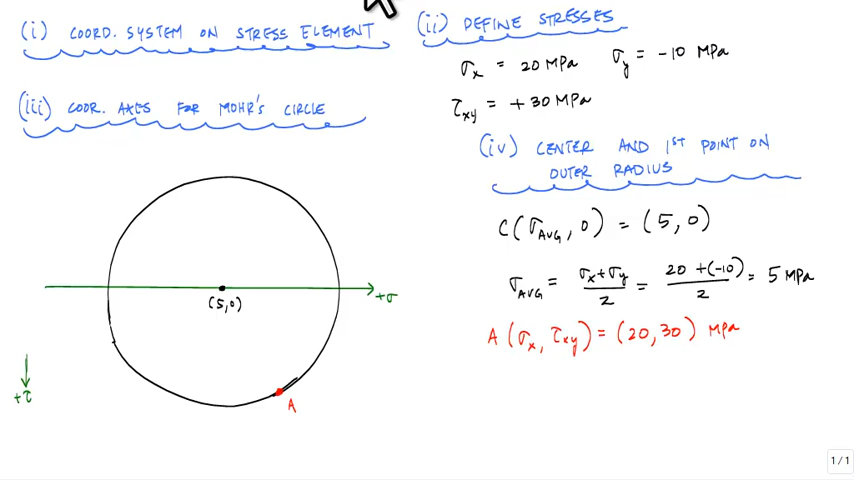 (i) COORD. SYSTEM ON STRESS ELEMENT
(iii) COOR. AXES FOR MOHR'S CIRCLE
(5,0)
+σ
+τ
A
(ii) DEFINE STRESSES
σx = 20 MPa σy = -10 MPa
τxy = +30 MPa
(iv) CENTER AND 1ST POINT ON
OUTER RADIUS
C(σAVG, 0) = (5, 0)
σAVG = σx+σy/2 = 20+(-10)/2 = 5 MPa
A(σx, τxy) = (20, 30) MPa
1/1